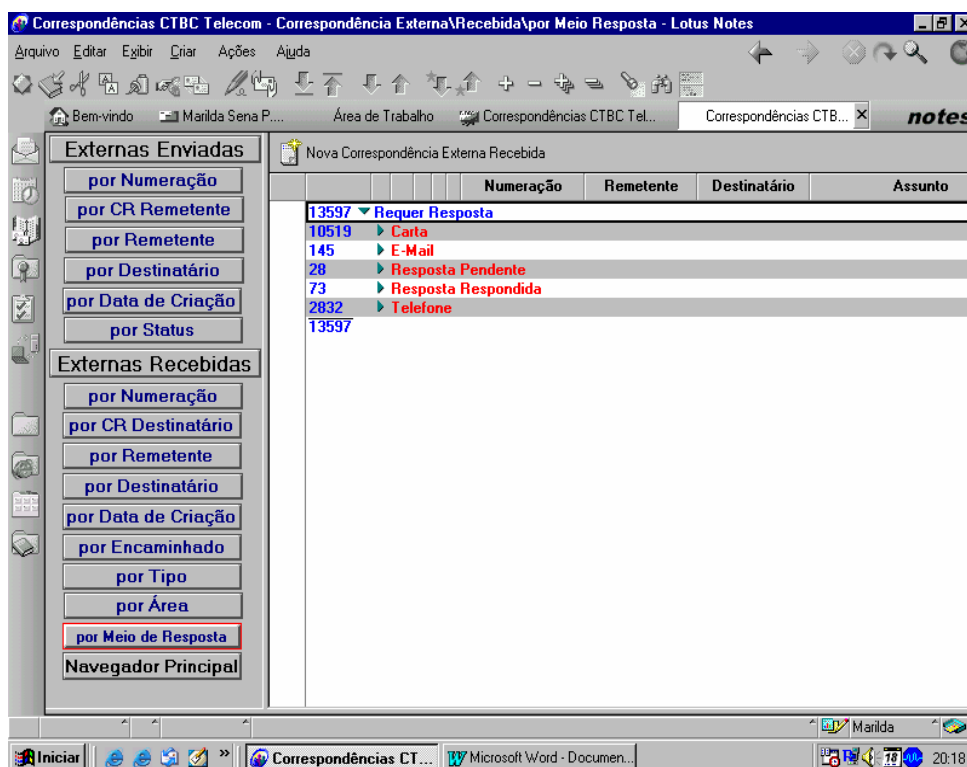 Correspondências CTBC Telecom - Correspondência Externa\Recebida\por Meio Resposta - Lotus Notes
Arquivo Editar Exibir Criar Ações Ajuda
Bem-vindo Marilda Sena P.... Área de Trabalho Correspondências CTBC Tel... Correspondências CTB... notes
Externas Enviadas
por Numeração
por CR Remetente
por Remetente
por Destinatário
por Data de Criação
por Status
Externas Recebidas
por Numeração
por CR Destinatário
por Remetente
por Destinatário
por Data de Criação
por Encaminhado
por Tipo
por Área
por Meio de Resposta
Navegador Principal
Nova Correspondência Externa Recebida
Numeração Remetente Destinatário Assunto
13597 Requer Resposta
10519 Carta
145 E-Mail
28 Resposta Pendente
73 Resposta Respondida
2832 Telefone
13597
Marilda
Iniciar » Correspondências CT... Microsoft Word - Documen... 18 20:18